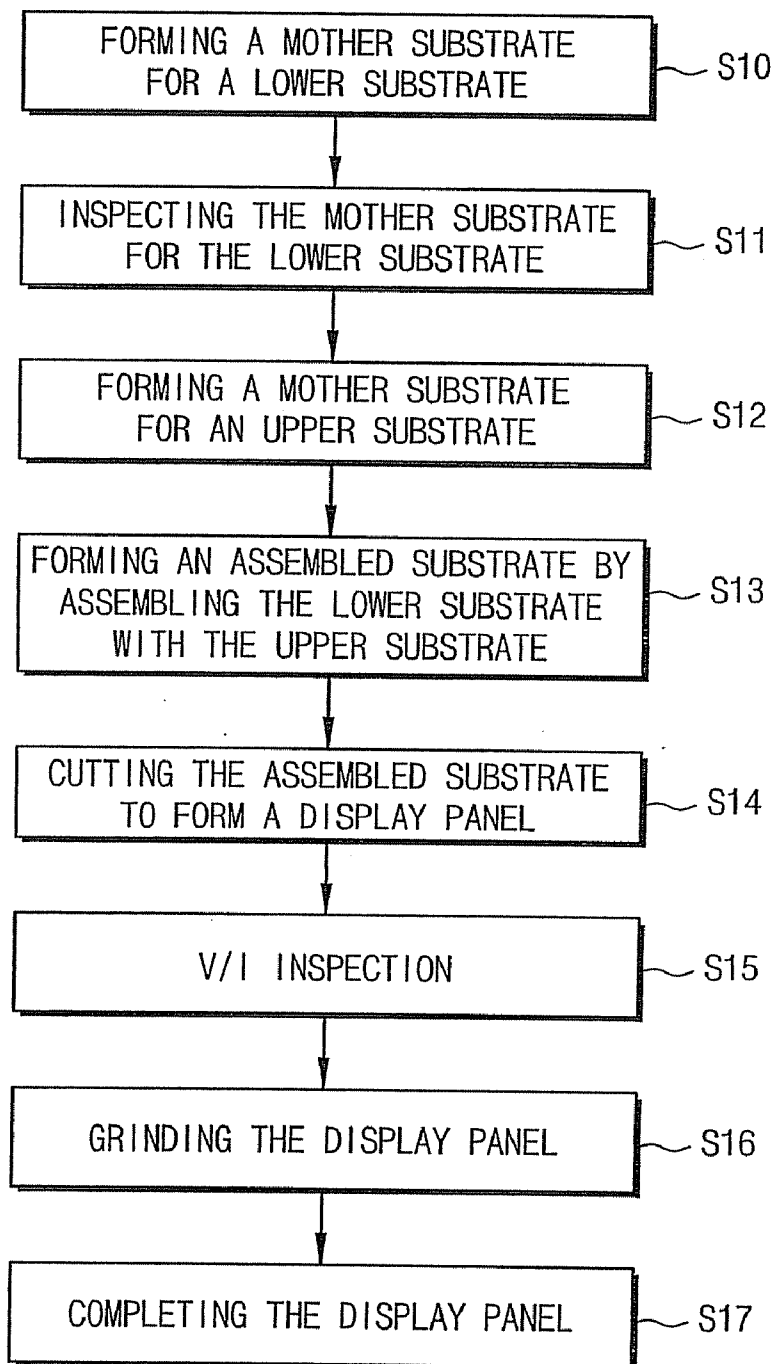 FORMING A MOTHER SUBSTRATE
FOR A LOWER SUBSTRATE
S10
INSPECTING THE MOTHER SUBSTRATE
FOR THE LOWER SUBSTRATE
S11
FORMING A MOTHER SUBSTRATE
FOR AN UPPER SUBSTRATE
S12
FORMING AN ASSEMBLED SUBSTRATE BY
ASSEMBLING THE LOWER SUBSTRATE
WITH THE UPPER SUBSTRATE
S13
CUTTING THE ASSEMBLED SUBSTRATE
TO FORM A DISPLAY PANEL
S14
V/I INSPECTION
S15
GRINDING THE DISPLAY PANEL
S16
COMPLETING THE DISPLAY PANEL
S17